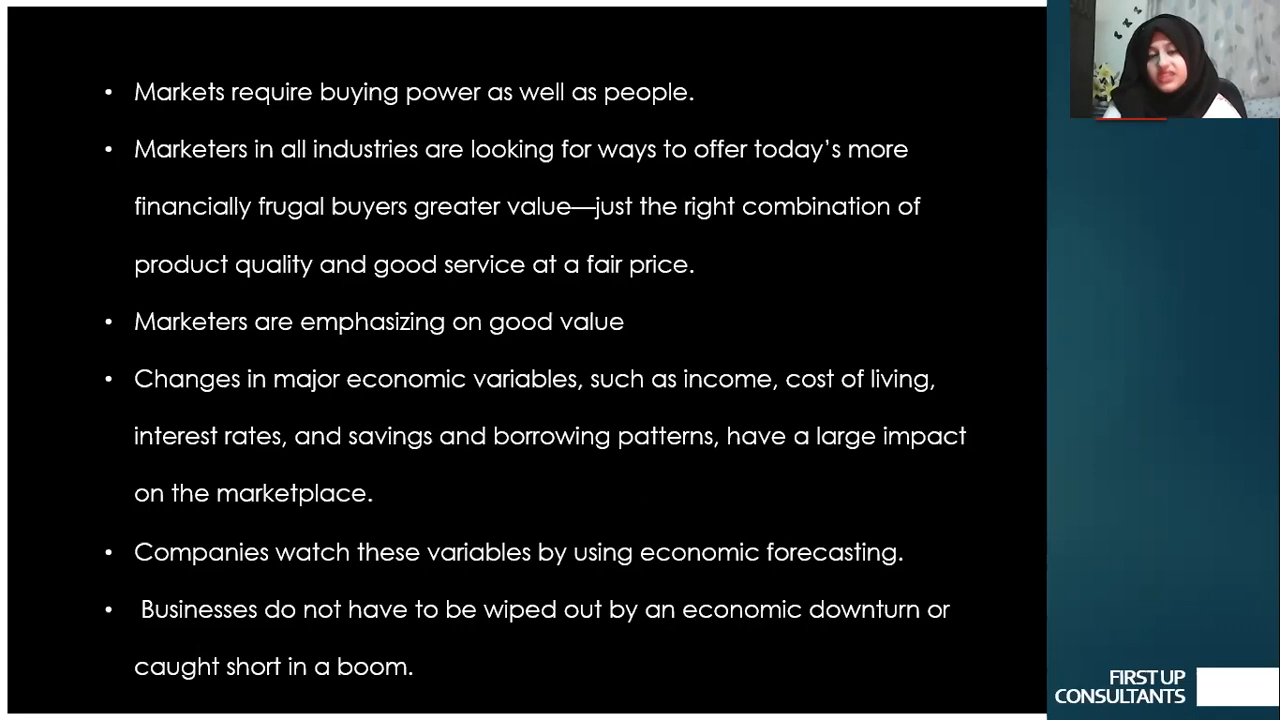 • Markets require buying power as well as people.
• Marketers in all industries are looking for ways to offer today's more
financially frugal buyers greater value—just the right combination of
product quality and good service at a fair price.
• Marketers are emphasizing on good value
• Changes in major economic variables, such as income, cost of living,
interest rates, and savings and borrowing patterns, have a large impact
on the marketplace.
• Companies watch these variables by using economic forecasting.
• Businesses do not have to be wiped out by an economic downturn or
caught short in a boom.
FIRST UP
CONSULTANTS